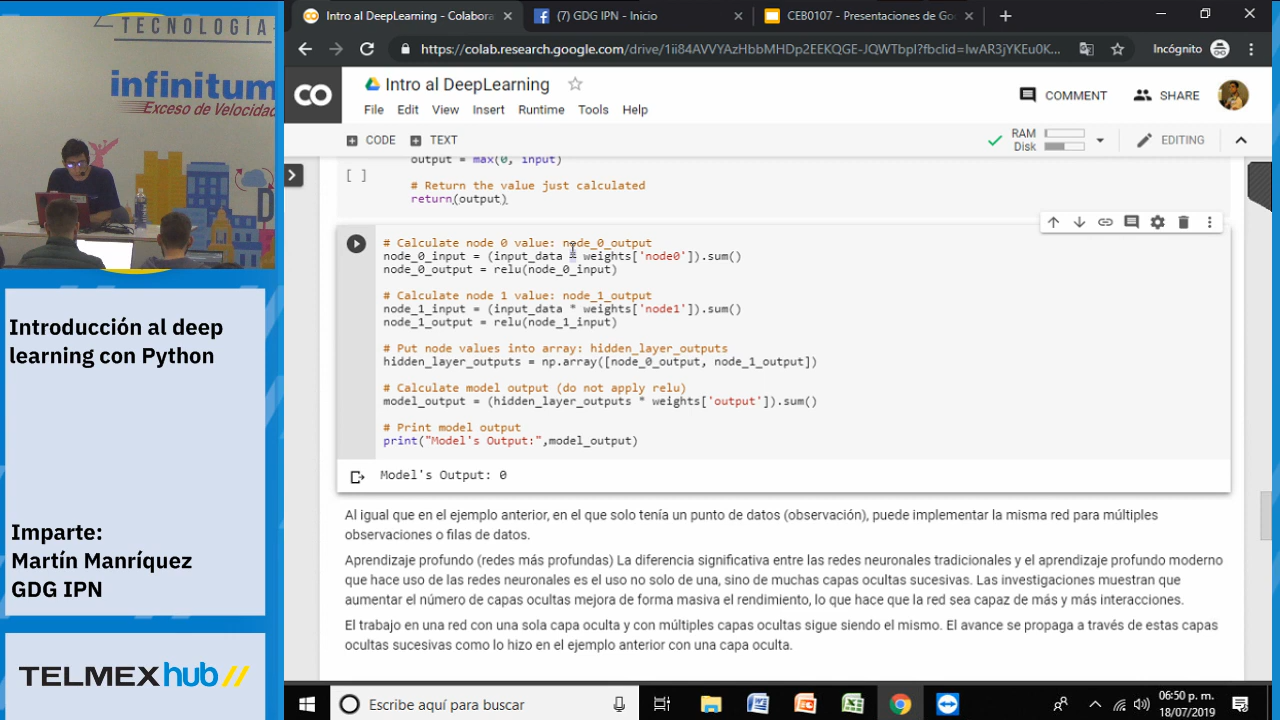 TECNOLOGÍA
infinitum
Exceso de Velocidad
Introducción al deep
learning con Python
Imparte:
Martín Manríquez
GDG IPN
TELMEXhub //
Intro al DeepLearning - Colabora
(7) GDG IPN - Inicio
CEB0107 - Presentaciones de Go
https://colab.research.google.com/drive/1ii84AVVYAzHbbMHDp2EEKQGE-JQWTbpl?fbclid=IwAR3jYKEu0K...
Incógnito
CO
Intro al DeepLearning
File Edit View Insert Runtime Tools Help
COMMENT
SHARE
CODE
TEXT
RAM
Disk
EDITING
output = max(0, input)
[ ]
# Return the value just calculated
return(output)
# Calculate node 0 value: node_0_output
node_0_input = (input_data * weights['node0']).sum()
node_0_output = relu(node_0_input)
# Calculate node 1 value: node_1_output
node_1_input = (input_data * weights['node1']).sum()
node_1_output = relu(node_1_input)
# Put node values into array: hidden_layer_outputs
hidden_layer_outputs = np.array([node_0_output, node_1_output])
# Calculate model output (do not apply relu)
model_output = (hidden_layer_outputs * weights['output']).sum()
# Print model output
print("Model's Output:",model_output)
Model's Output: 0
Al igual que en el ejemplo anterior, en el que solo tenía un punto de datos (observación), puede implementar la misma red para múltiples
observaciones o filas de datos.
Aprendizaje profundo (redes más profundas) La diferencia significativa entre las redes neuronales tradicionales y el aprendizaje profundo moderno
que hace uso de las redes neuronales es el uso no solo de una, sino de muchas capas ocultas sucesivas. Las investigaciones muestran que
aumentar el número de capas ocultas mejora de forma masiva el rendimiento, lo que hace que la red sea capaz de más y más interacciones.
El trabajo en una red con una sola capa oculta y con múltiples capas ocultas sigue siendo el mismo. El avance se propaga a través de estas capas
ocultas sucesivas como lo hizo en el ejemplo anterior con una capa oculta.
Escribe aquí para buscar
06:50 p. m.
18/07/2019